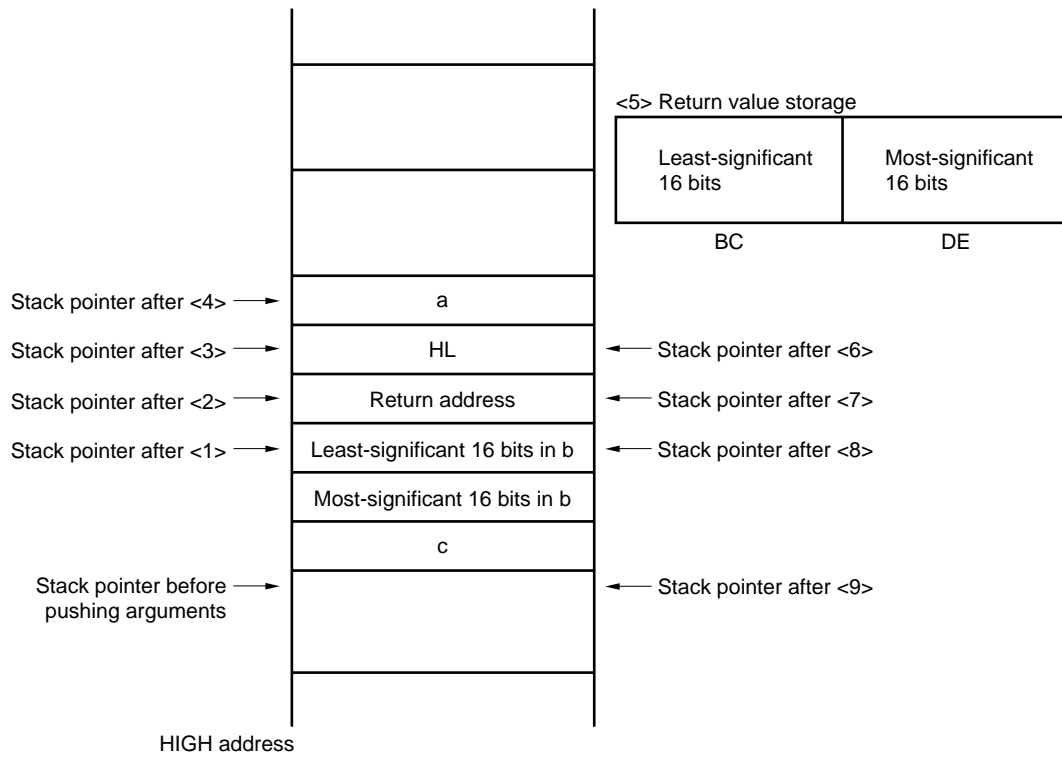 <5> Return value storage
Least-significant
16 bits
Most-significant
16 bits
BC
DE
Stack pointer after <4>
a
Stack pointer after <3>
HL
Stack pointer after <6>
Stack pointer after <2>
Return address
Stack pointer after <7>
Stack pointer after <1>
Least-significant 16 bits in b
Stack pointer after <8>
Most-significant 16 bits in b
c
Stack pointer before
pushing arguments
Stack pointer after <9>
HIGH address